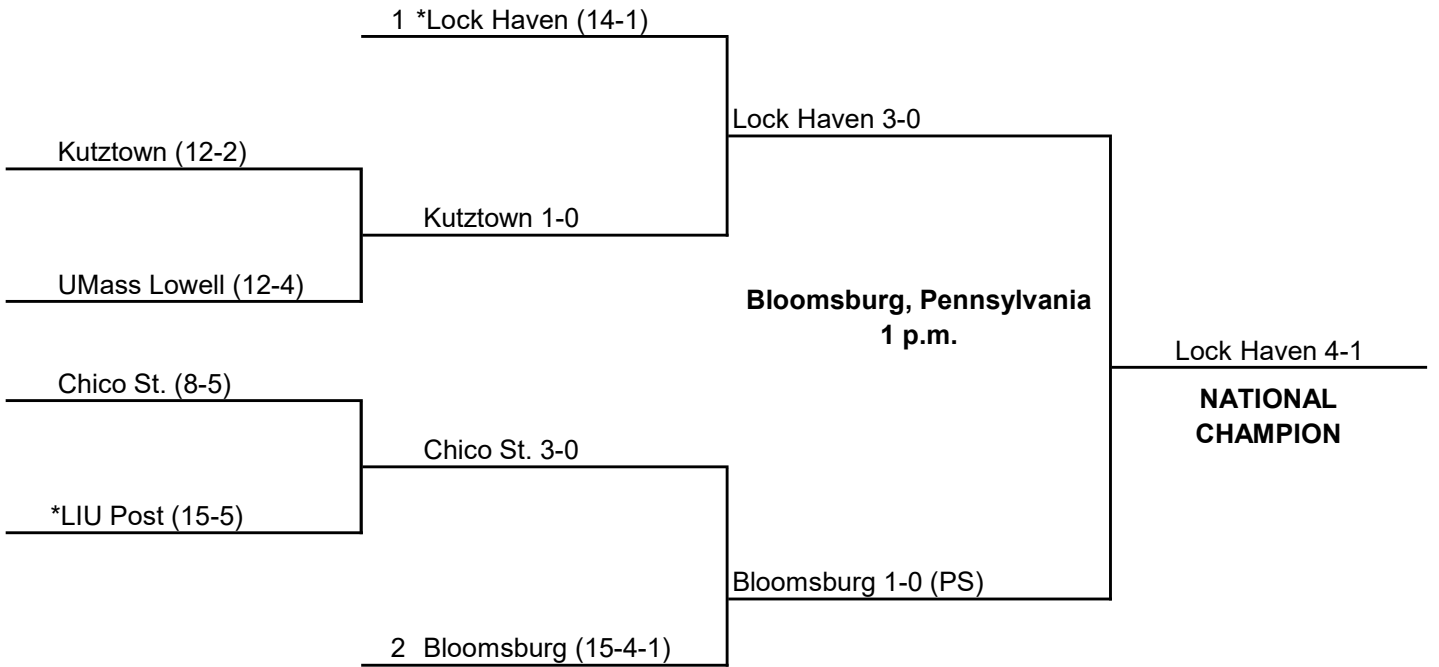 1 *Lock Haven (14-1)
Lock Haven 3-0
Kutztown (12-2)
Kutztown 1-0
UMass Lowell (12-4)
Bloomsburg, Pennsylvania
1 p.m.
Lock Haven 4-1
NATIONAL
CHAMPION
Chico St. (8-5)
Chico St. 3-0
*LIU Post (15-5)
Bloomsburg 1-0 (PS)
2 Bloomsburg (15-4-1)